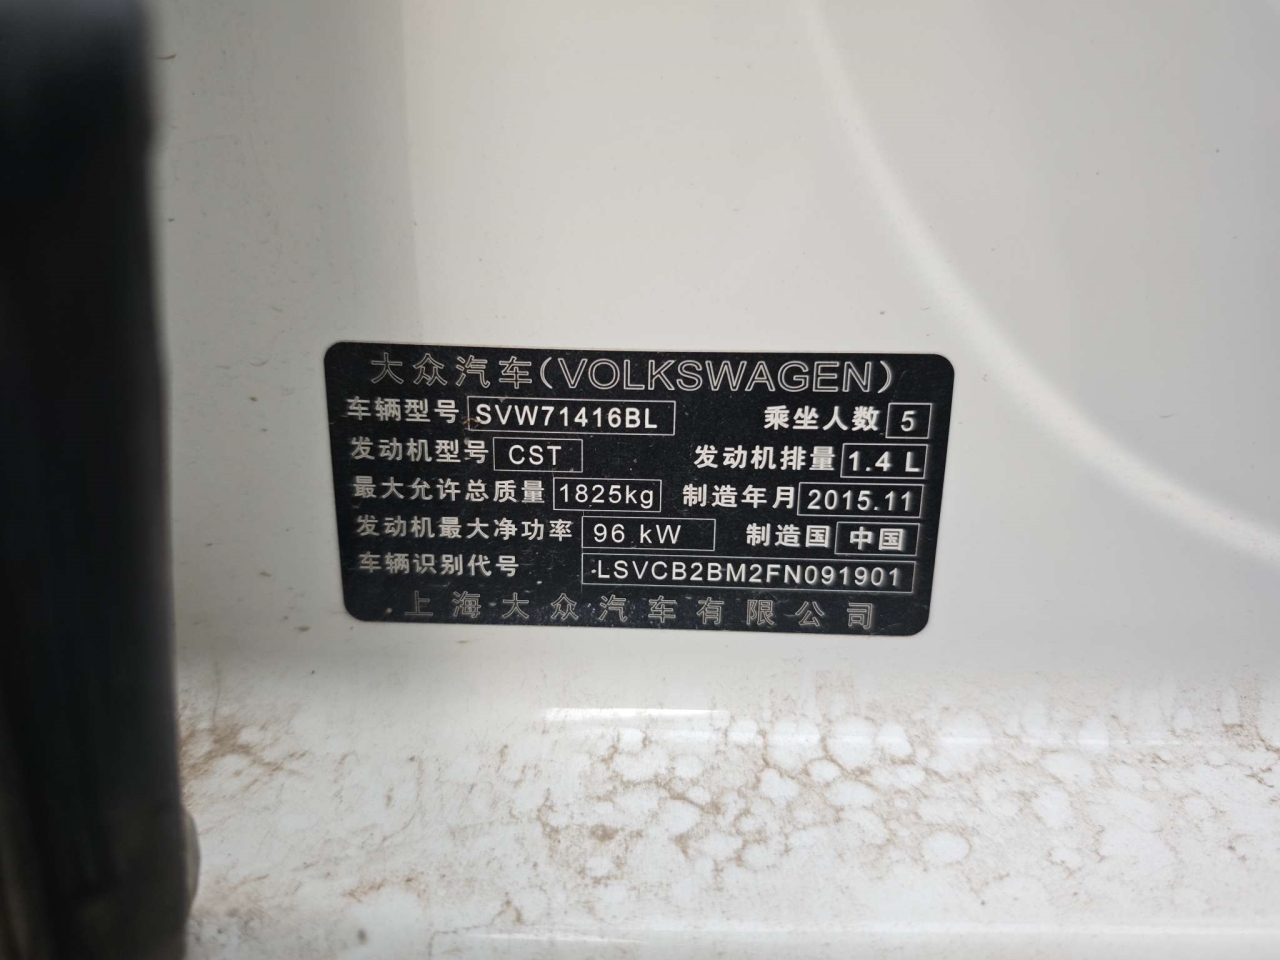 大众汽车(VOLKSWAGEN)
车辆型号 SVW71416BL 乘坐人数 5
发动机型号 CST 发动机排量 1.4 L
最大允许总质量 1825kg 制造年月 2015.11
发动机最大净功率 96 kW 制造国 中国
车辆识别代号 LSVCB2BM2FN091901
上海大众汽车有限公司